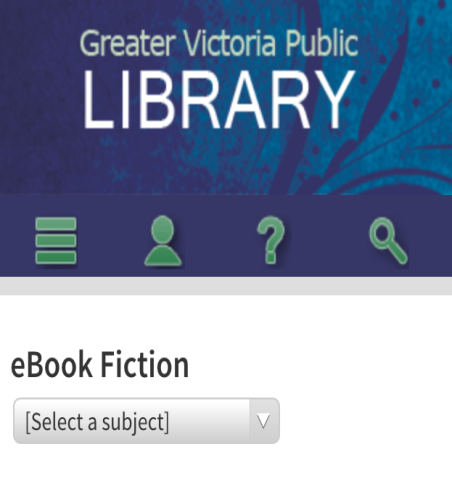 Greater Victoria Public
LIBRARY
?
eBook Fiction
[Select a subject]